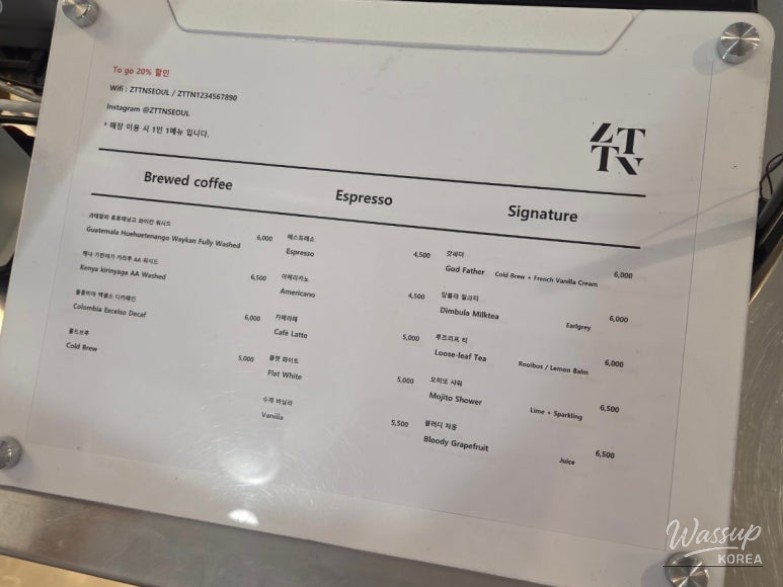 To go 20% 할인
Wifi : ZTTNSEOUL / ZTTN1234567890
Instagram @ZTTNSEOUL
* 매장 이용 시 1인 1메뉴 입니다.
ZT
TN
Brewed coffee
과테말라 우에우에테낭고 와이칸 워시드
Guatemala Huehuetenango Waykan Fully Washed 6,000
케냐 키린야가 AA 워시드
Kenya kirinyaga AA Washed 6,500
콜롬비아 엑셀소 디카페인
Colombia Excelso Decaf 6,000
콜드브루
Cold Brew 5,000
Espresso
에스프레소
Espresso 4,500
아메리카노
Americano 4,500
카페라떼
Café Latte 5,000
플랫 화이트
Flat White 5,000
수제 바닐라
Vanilla 5,500
Signature
갓파더
God Father Cold Brew + French Vanilla Cream 6,000
딤불라 밀크티
Dimbula Milktea Earlgrey 6,000
루즈리프 티
Loose-leaf Tea Rooibos / Lemon Balm 6,000
모히또 샤워
Mojito Shower Lime + Sparkling 6,500
블러디 자몽
Bloody Grapefruit Juice 6,500
Wassup
KOREA